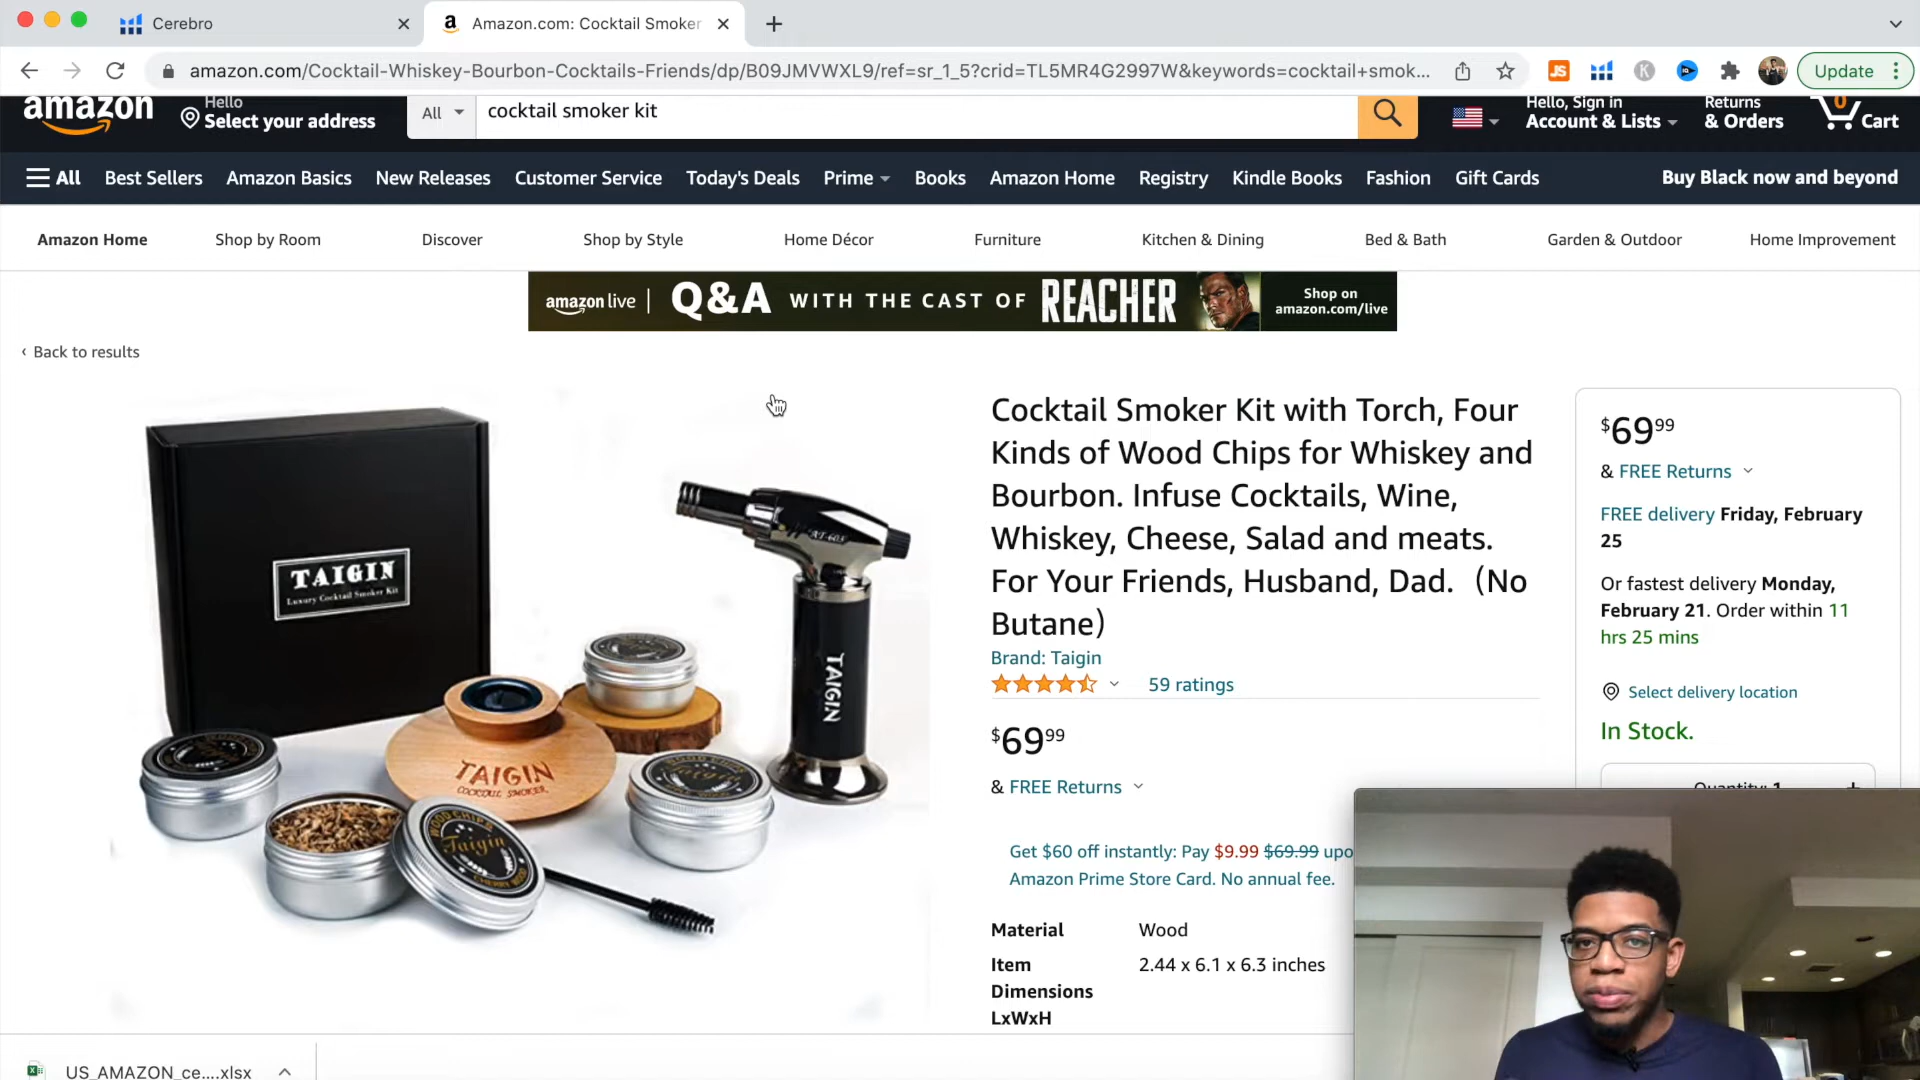 Cerebro
Amazon.com: Cocktail Smoker
amazon.com/Cocktail-Whiskey-Bourbon-Cocktails-Friends/dp/B09JMVWXL9/ref=sr_1_5?crid=TL5MR4G2997W&keywords=cocktail+smok...
Update
amazon
Hello
Select your address
All
cocktail smoker kit
Hello, Sign in
Account & Lists
Returns
& Orders
0
Cart
All
Best Sellers
Amazon Basics
New Releases
Customer Service
Today's Deals
Prime
Books
Amazon Home
Registry
Kindle Books
Fashion
Gift Cards
Buy Black now and beyond
Amazon Home
Shop by Room
Discover
Shop by Style
Home Décor
Furniture
Kitchen & Dining
Bed & Bath
Garden & Outdoor
Home Improvement
amazon live | Q&A WITH THE CAST OF REACHER
Shop on
amazon.com/live
‹ Back to results
TAIGIN
Luxury Cocktail Smoker Kit
TAIGIN
COCKTAIL SMOKER
WOOD CHIPS
Taigin
CHERRY WOOD
TAIGIN
Cocktail Smoker Kit with Torch, Four
Kinds of Wood Chips for Whiskey and
Bourbon. Infuse Cocktails, Wine,
Whiskey, Cheese, Salad and meats.
For Your Friends, Husband, Dad.（No
Butane）
Brand: Taigin
59 ratings
$69.99
& FREE Returns
Get $60 off instantly: Pay $9.99 $69.99 upo
Amazon Prime Store Card. No annual fee.
Material Wood
Item 2.44 x 6.1 x 6.3 inches
Dimensions
LxWxH
$69.99
& FREE Returns
FREE delivery Friday, February
25
Or fastest delivery Monday,
February 21. Order within 11
hrs 25 mins
Select delivery location
In Stock.
Quantity: 1
US_AMAZON_ce....xlsx